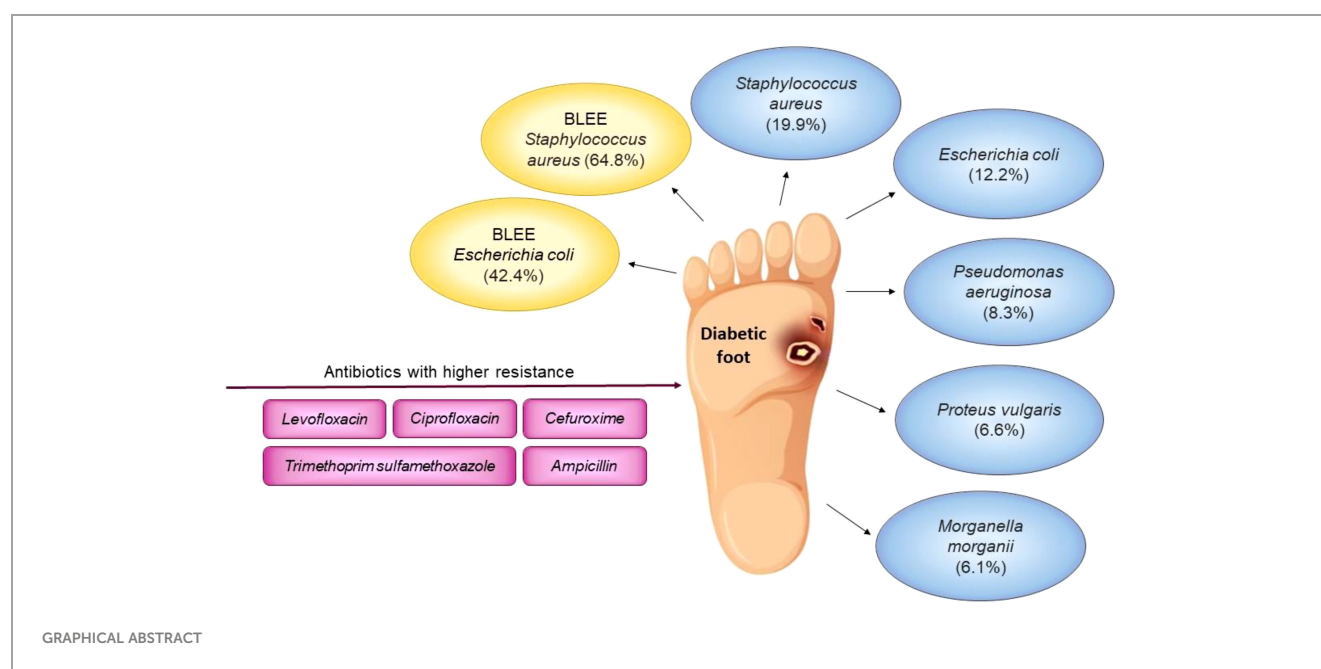 Staphylococcus
aureus
(19.9%)
BLEE
Staphylococcus
aureus (64.8%)
Escherichia coli
(12.2%)
BLEE
Escherichia coli
(42.4%)
Pseudomonas
aeruginosa
(8.3%)
Diabetic
foot
Antibiotics with higher resistance
Levofloxacin
Ciprofloxacin
Cefuroxime
Trimethoprim sulfamethoxazole
Ampicillin
Proteus vulgaris
(6.6%)
Morganella
morganii
(6.1%)
GRAPHICAL ABSTRACT